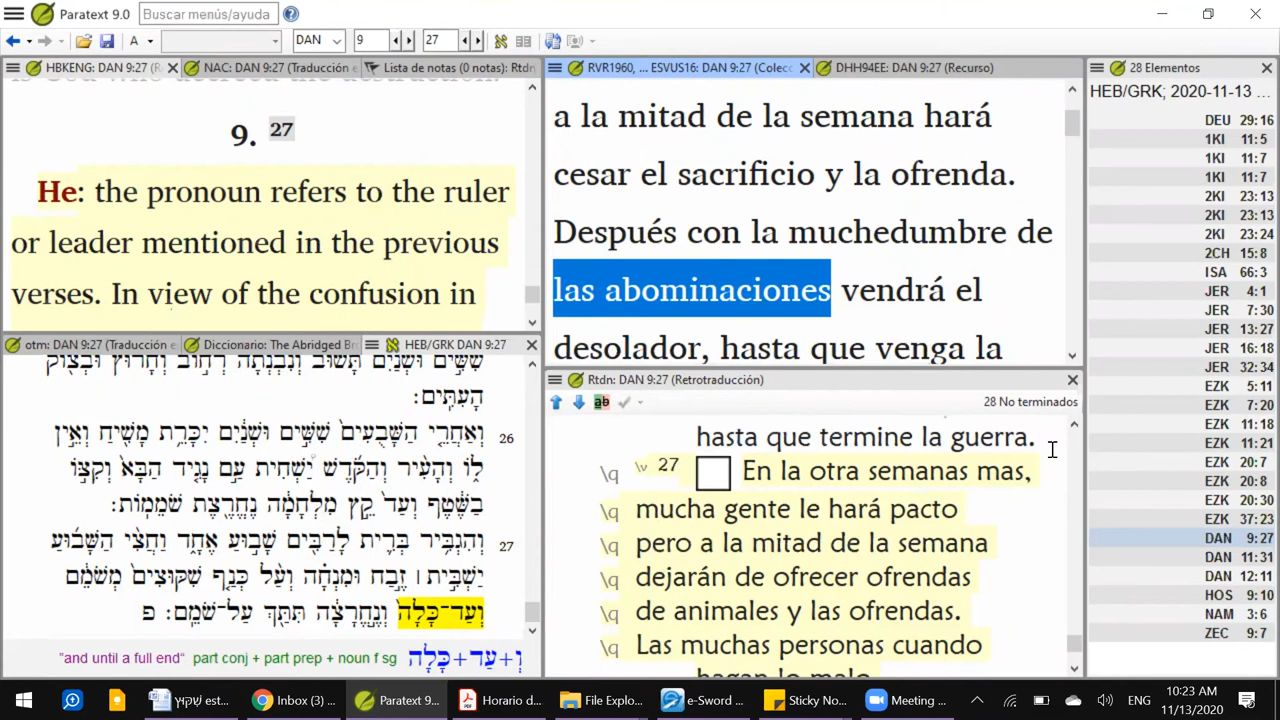 Paratext 9.0
Buscar menús/ayuda
A
DAN
9
27
HBKENG: DAN 9:27 (R
NAC: DAN 9:27 (Traducción e
Lista de notas (0 notas): Rtdn
9. 27
He: the pronoun refers to the ruler
or leader mentioned in the previous
verses. In view of the confusion in
otm: DAN 9:27 (Traducción
Diccionario: The Abridged Bro
HEB/GRK DAN 9:27
שִׁשִּׁ֣ים וּשְׁנַ֗יִם תָּשׁוּב֙ וְנִבְנְתָה֙ רְח֣וֹב וְחָר֔וּץ וּבְצ֖וֹק
הָעִתִּֽים׃
26 וְאַחֲרֵ֤י הַשָּׁבֻעִים֙ שִׁשִּׁ֣ים וּשְׁנַ֔יִם יִכָּרֵ֥ת מָשִׁ֖יחַ וְאֵ֣ין
ל֑וֹ וְהָעִ֨יר וְהַקֹּ֜דֶשׁ יַ֠שְׁחִית עַ֣ם נָגִ֤יד הַבָּא֙ וְקִצּ֣וֹ
בַשֶּׁ֔טֶף וְעַד֙ קֵ֣ץ מִלְחָמָ֔ה נֶחֱרֶ֖צֶת שֹׁמֵמֽוֹת׃
27 וְהִגְבִּ֥יר בְּרִ֛ית לָרַבִּ֖ים שָׁב֣וּעַ אֶחָ֑ד וַחֲצִ֨י הַשָּׁב֜וּעַ
יַשְׁבִּ֣ית ׀ זֶ֣בַח וּמִנְחָ֗ה וְעַ֨ל כְּנַ֤ף שִׁקּוּצִים֙ מְשֹׁמֵ֔ם
וְעַד־כָּלָה֙ וְנֶ֣חֱרָצָ֔ה תִּתַּ֖ךְ עַל־שֹׁמֵֽם׃ פ
"and until a full end" part conj + part prep + noun f sg וְ+עַד+כָּלָה
RVR1960, ... ESVUS16: DAN 9:27 (Colecc
DHH94EE: DAN 9:27 (Recurso)
a la mitad de la semana hará
cesar el sacrificio y la ofrenda.
Después con la muchedumbre de
las abominaciones vendrá el
desolador, hasta que venga la
Rtdn: DAN 9:27 (Retrotraducción)
28 No terminados
hasta que termine la guerra.
\q \v 27 En la otra semanas mas,
\q mucha gente le hará pacto
\q pero a la mitad de la semana
\q dejarán de ofrecer ofrendas
\q de animales y las ofrendas.
\q Las muchas personas cuando
hagan lo malo
28 Elementos
HEB/GRK; 2020-11-13 ...
DEU 29:16
1KI 11:5
1KI 11:7
1KI 11:7
2KI 23:13
2KI 23:13
2KI 23:24
2CH 15:8
ISA 66:3
JER 4:1
JER 7:30
JER 13:27
JER 16:18
JER 32:34
EZK 5:11
EZK 7:20
EZK 11:18
EZK 11:21
EZK 20:7
EZK 20:8
EZK 20:30
EZK 37:23
DAN 9:27
DAN 11:31
DAN 12:11
HOS 9:10
NAM 3:6
ZEC 9:7
שִׁקּוּץ est...
Inbox (3) ...
Paratext 9....
Horario d...
File Explo...
e-Sword ...
Sticky No...
Meeting ...
ENG
10:23 AM
11/13/2020